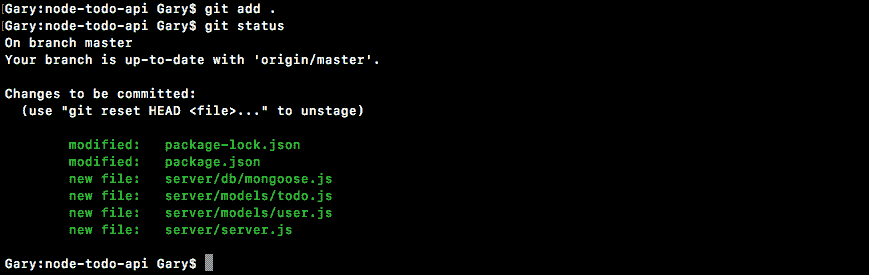 [Gary:node-todo-api Gary$ git add .
[Gary:node-todo-api Gary$ git status
On branch master
Your branch is up-to-date with 'origin/master'.
Changes to be committed:
(use "git reset HEAD <file>..." to unstage)
modified: package-lock.json
modified: package.json
new file: server/db/mongoose.js
new file: server/models/todo.js
new file: server/models/user.js
new file: server/server.js
Gary:node-todo-api Gary$